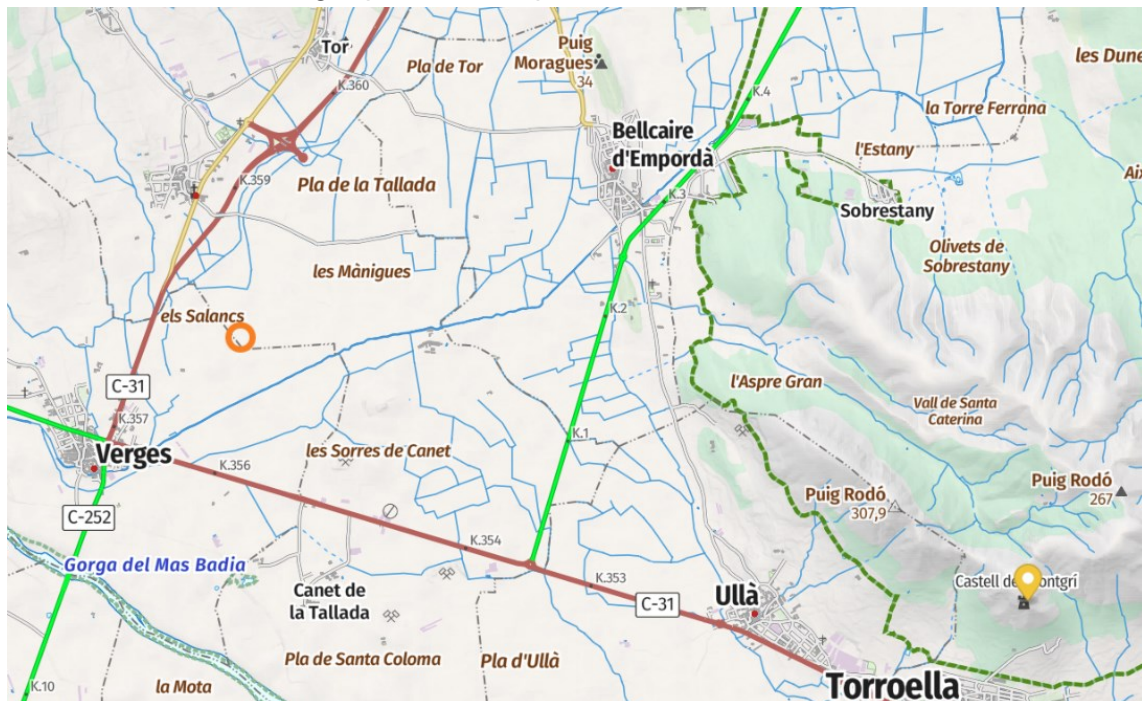 Tor
K.360
Pla de Tor
Puig
Moragues
34
K.4
les Dune
la Torre Ferrana
Bellcaire
d'Empordà
l'Estany
K.359
Pla de la Tallada
K.3
Aix
Sobrestany
Olivets de
Sobrestany
les Mànigues
els Salancs
K.2
C-31
l'Aspre Gran
Vall de Santa
Caterina
K.357
K.1
Verges
K.356
les Sorres de Canet
Puig Rodó
307,9
Puig Rodó
267
C-252
K.354
Gorga del Mas Badia
K.353
Castell de Montgrí
Canet de
la Tallada
C-31
Ullà
Pla de Santa Coloma
Pla d'Ullà
K.10
la Mota
Torroella